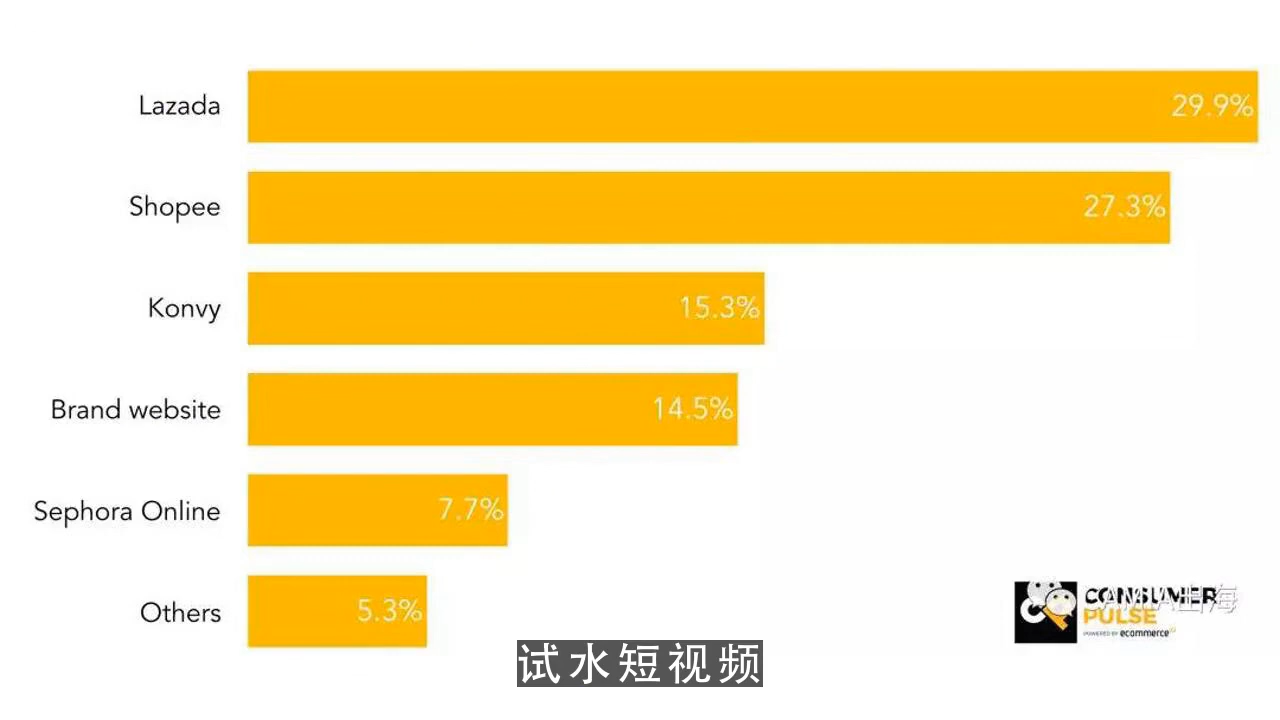 Lazada 29.9%
Shopee 27.3%
Konvy 15.3%
Brand website 14.5%
Sephora Online 7.7%
Others 5.3%
CONSUMER
PULSE
POWERED BY ecommerce
试水短视频